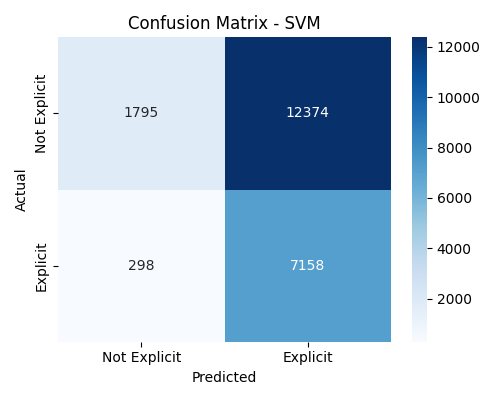 Confusion Matrix - SVM
Actual
Not Explicit
Explicit
1795
12374
298
7158
Not Explicit
Explicit
Predicted
12000
10000
8000
6000
4000
2000